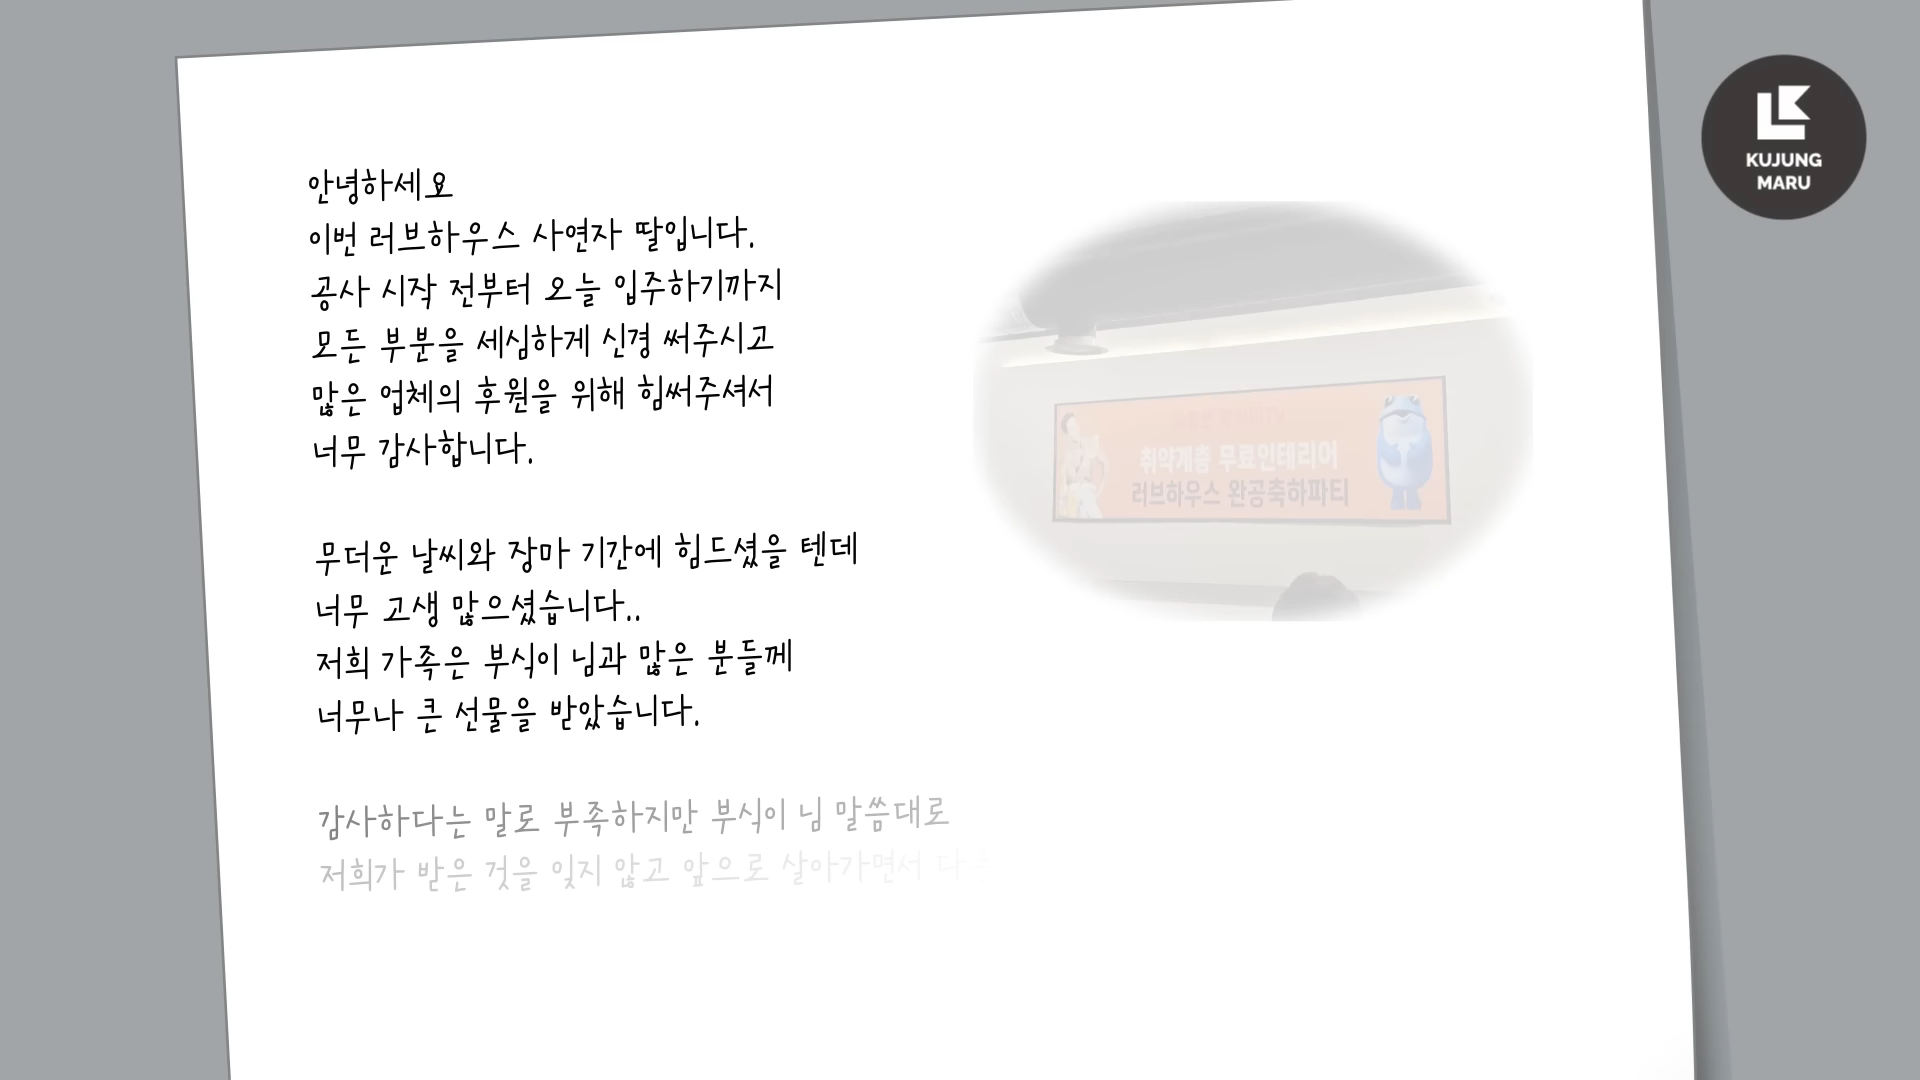 안녕하세요
이번 러브하우스 사연자 딸입니다.
공사 시작 전부터 오늘 입주하기까지
모든 부분을 세심하게 신경 써주시고
많은 업체의 후원을 위해 힘써주셔서
너무 감사합니다.
무더운 날씨와 장마 기간에 힘드셨을 텐데
너무 고생 많으셨습니다..
저희 가족은 부식이 님과 많은 분들께
너무나 큰 선물을 받았습니다.
감사하다는 말로 부족하지만 부식이 님 말씀대로
저희가 받은 것을 잊지 않고 앞으로 살아가면서 다
취약계층 무료인테리어
러브하우스 완공축하파티
KUJUNG
MARU